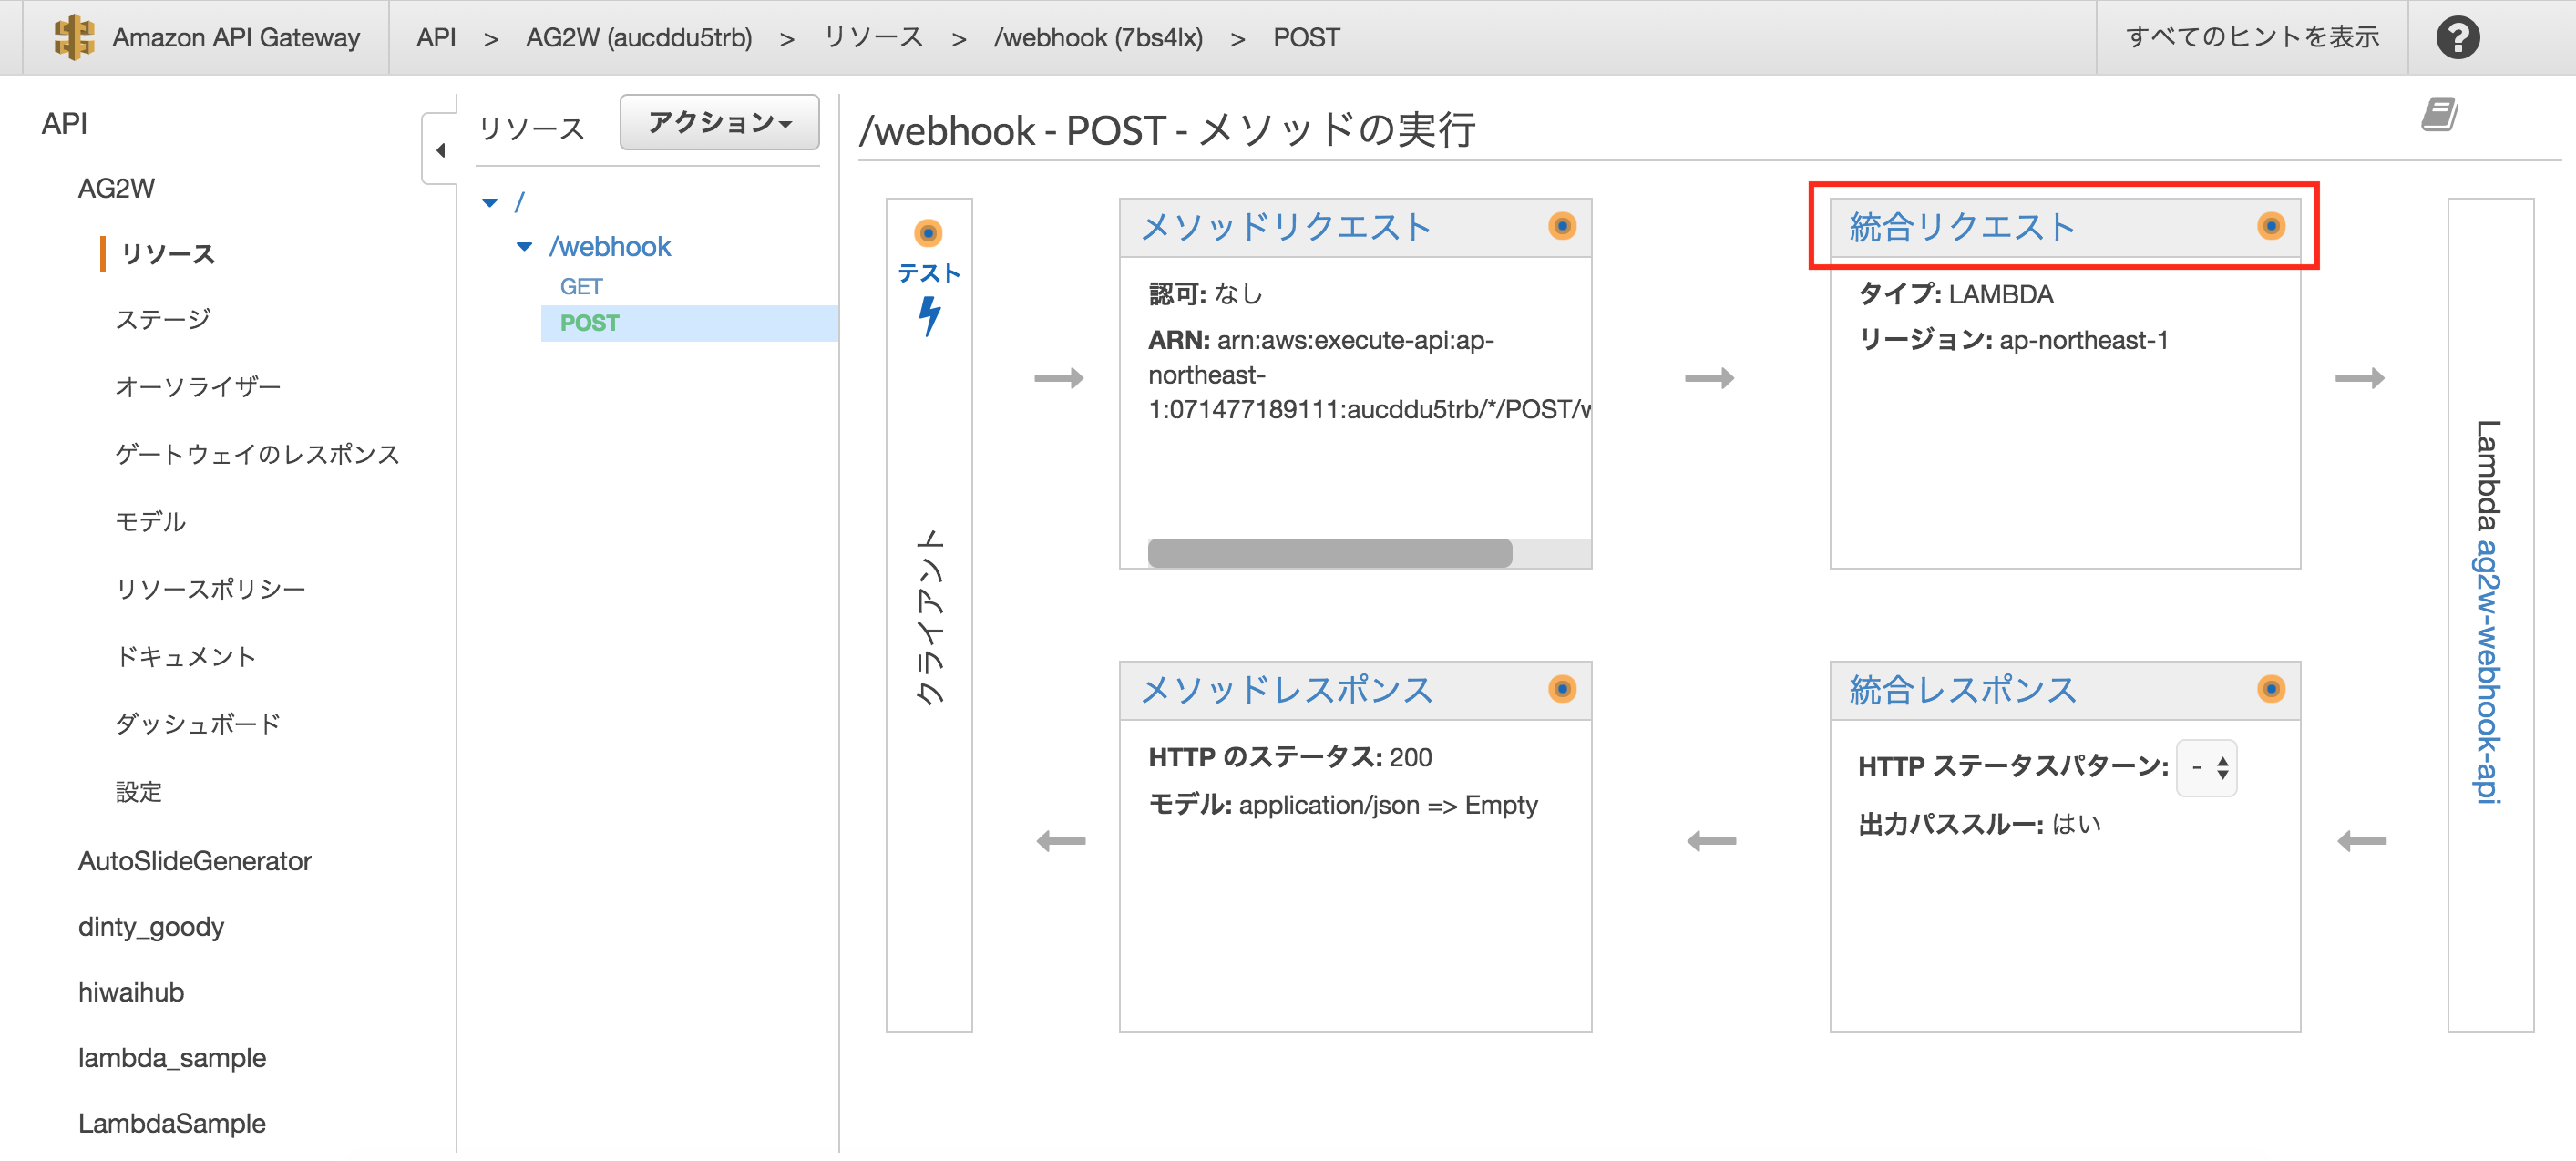 Amazon API Gateway
API > AG2W (aucddu5trb) > リソース > /webhook (7bs4lx) > POST
すべてのヒントを表示
?
API
AG2W
リソース
ステージ
オーソライザー
ゲートウェイのレスポンス
モデル
リソースポリシー
ドキュメント
ダッシュボード
設定
AutoSlideGenerator
dinty_goody
hiwaihub
lambda_sample
LambdaSample
リソース
アクション
/
/webhook
GET
POST
/webhook - POST - メソッドの実行
テスト
クライアント
メソッドリクエスト
認可: なし
ARN: arn:aws:execute-api:ap-
northeast-
1:071477189111:aucddu5trb/*/POST/w
統合リクエスト
タイプ: LAMBDA
リージョン: ap-northeast-1
Lambda ag2w-webhook-api
メソッドレスポンス
HTTP のステータス: 200
モデル: application/json => Empty
統合レスポンス
HTTP ステータスパターン: -
出力パススルー: はい